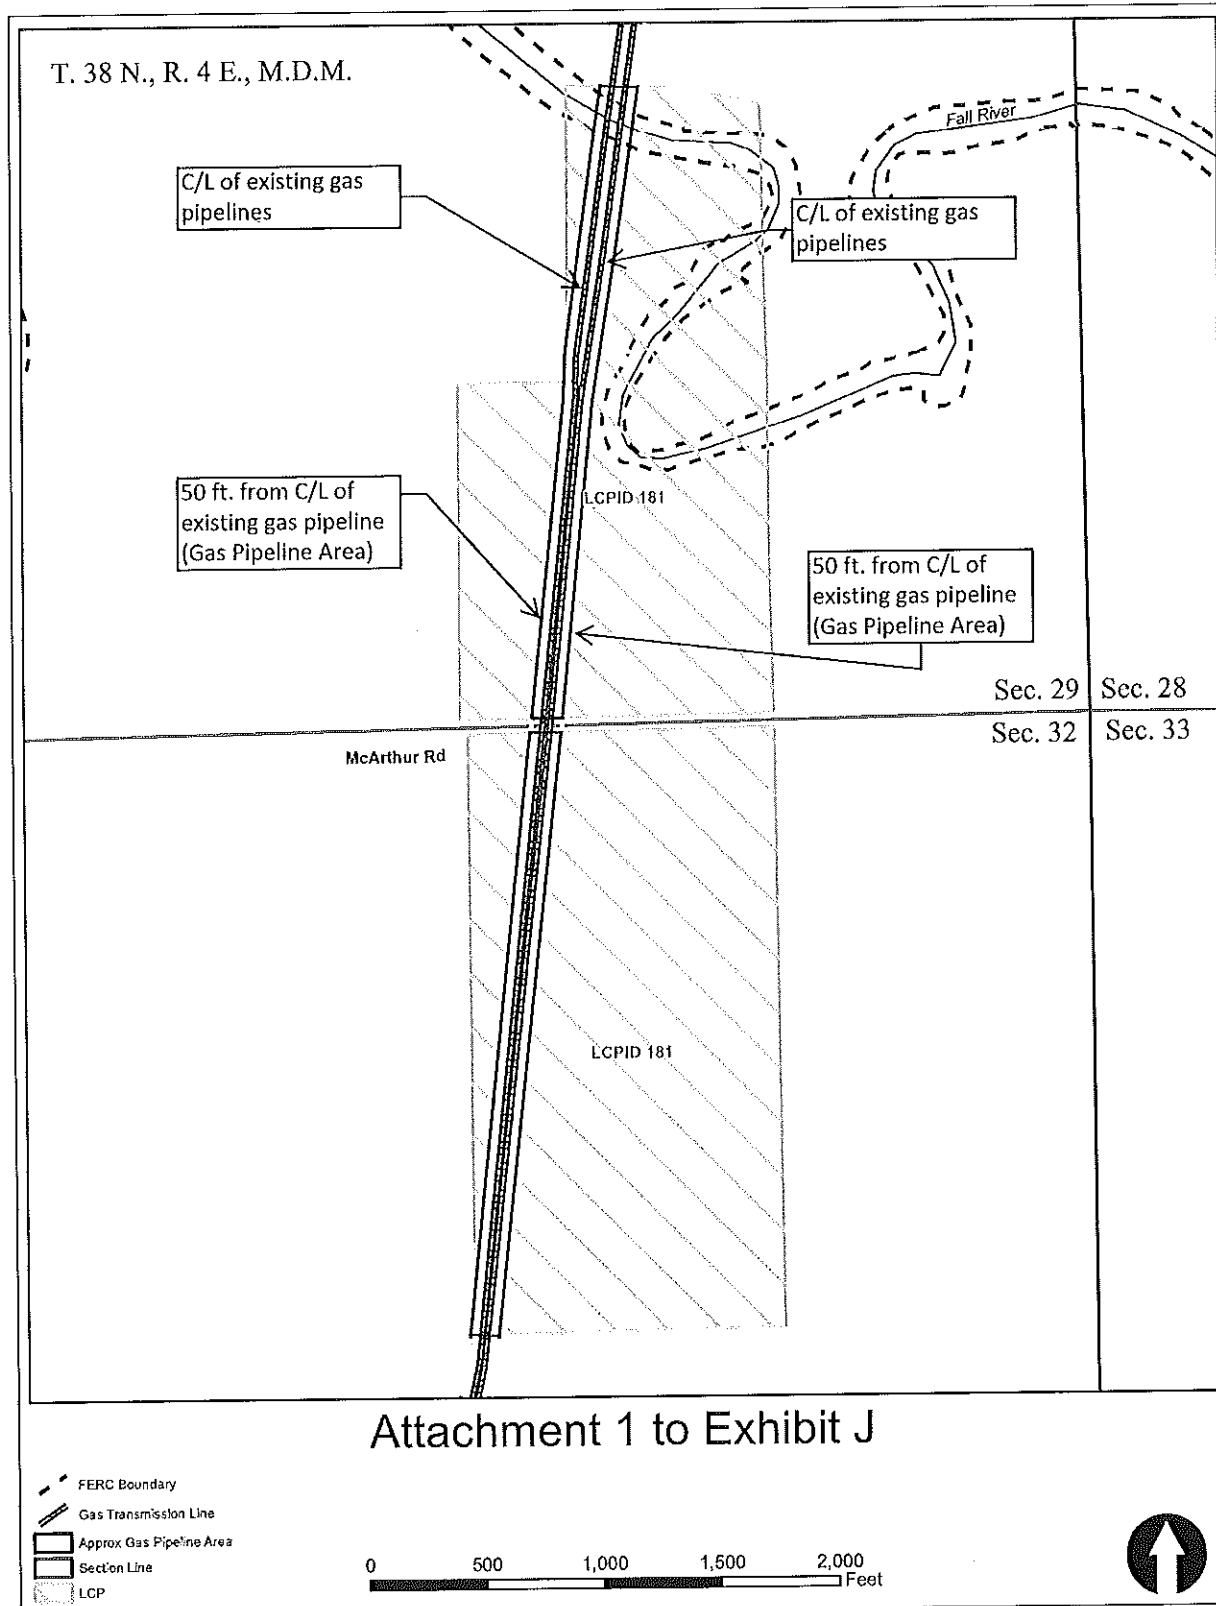 T. 38 N., R. 4 E., M.D.M.
Fall River
C/L of existing gas
pipelines
C/L of existing gas
pipelines
50 ft. from C/L of
existing gas pipeline
(Gas Pipeline Area)
LCPID 181
50 ft. from C/L of
existing gas pipeline
(Gas Pipeline Area)
Sec. 29 Sec. 28
Sec. 32 Sec. 33
McArthur Rd
LCPID 181
Attachment 1 to Exhibit J
FERC Boundary
Gas Transmission Line
Approx Gas Pipeline Area
Section Line
LCP
0 500 1,000 1,500 2,000
Feet